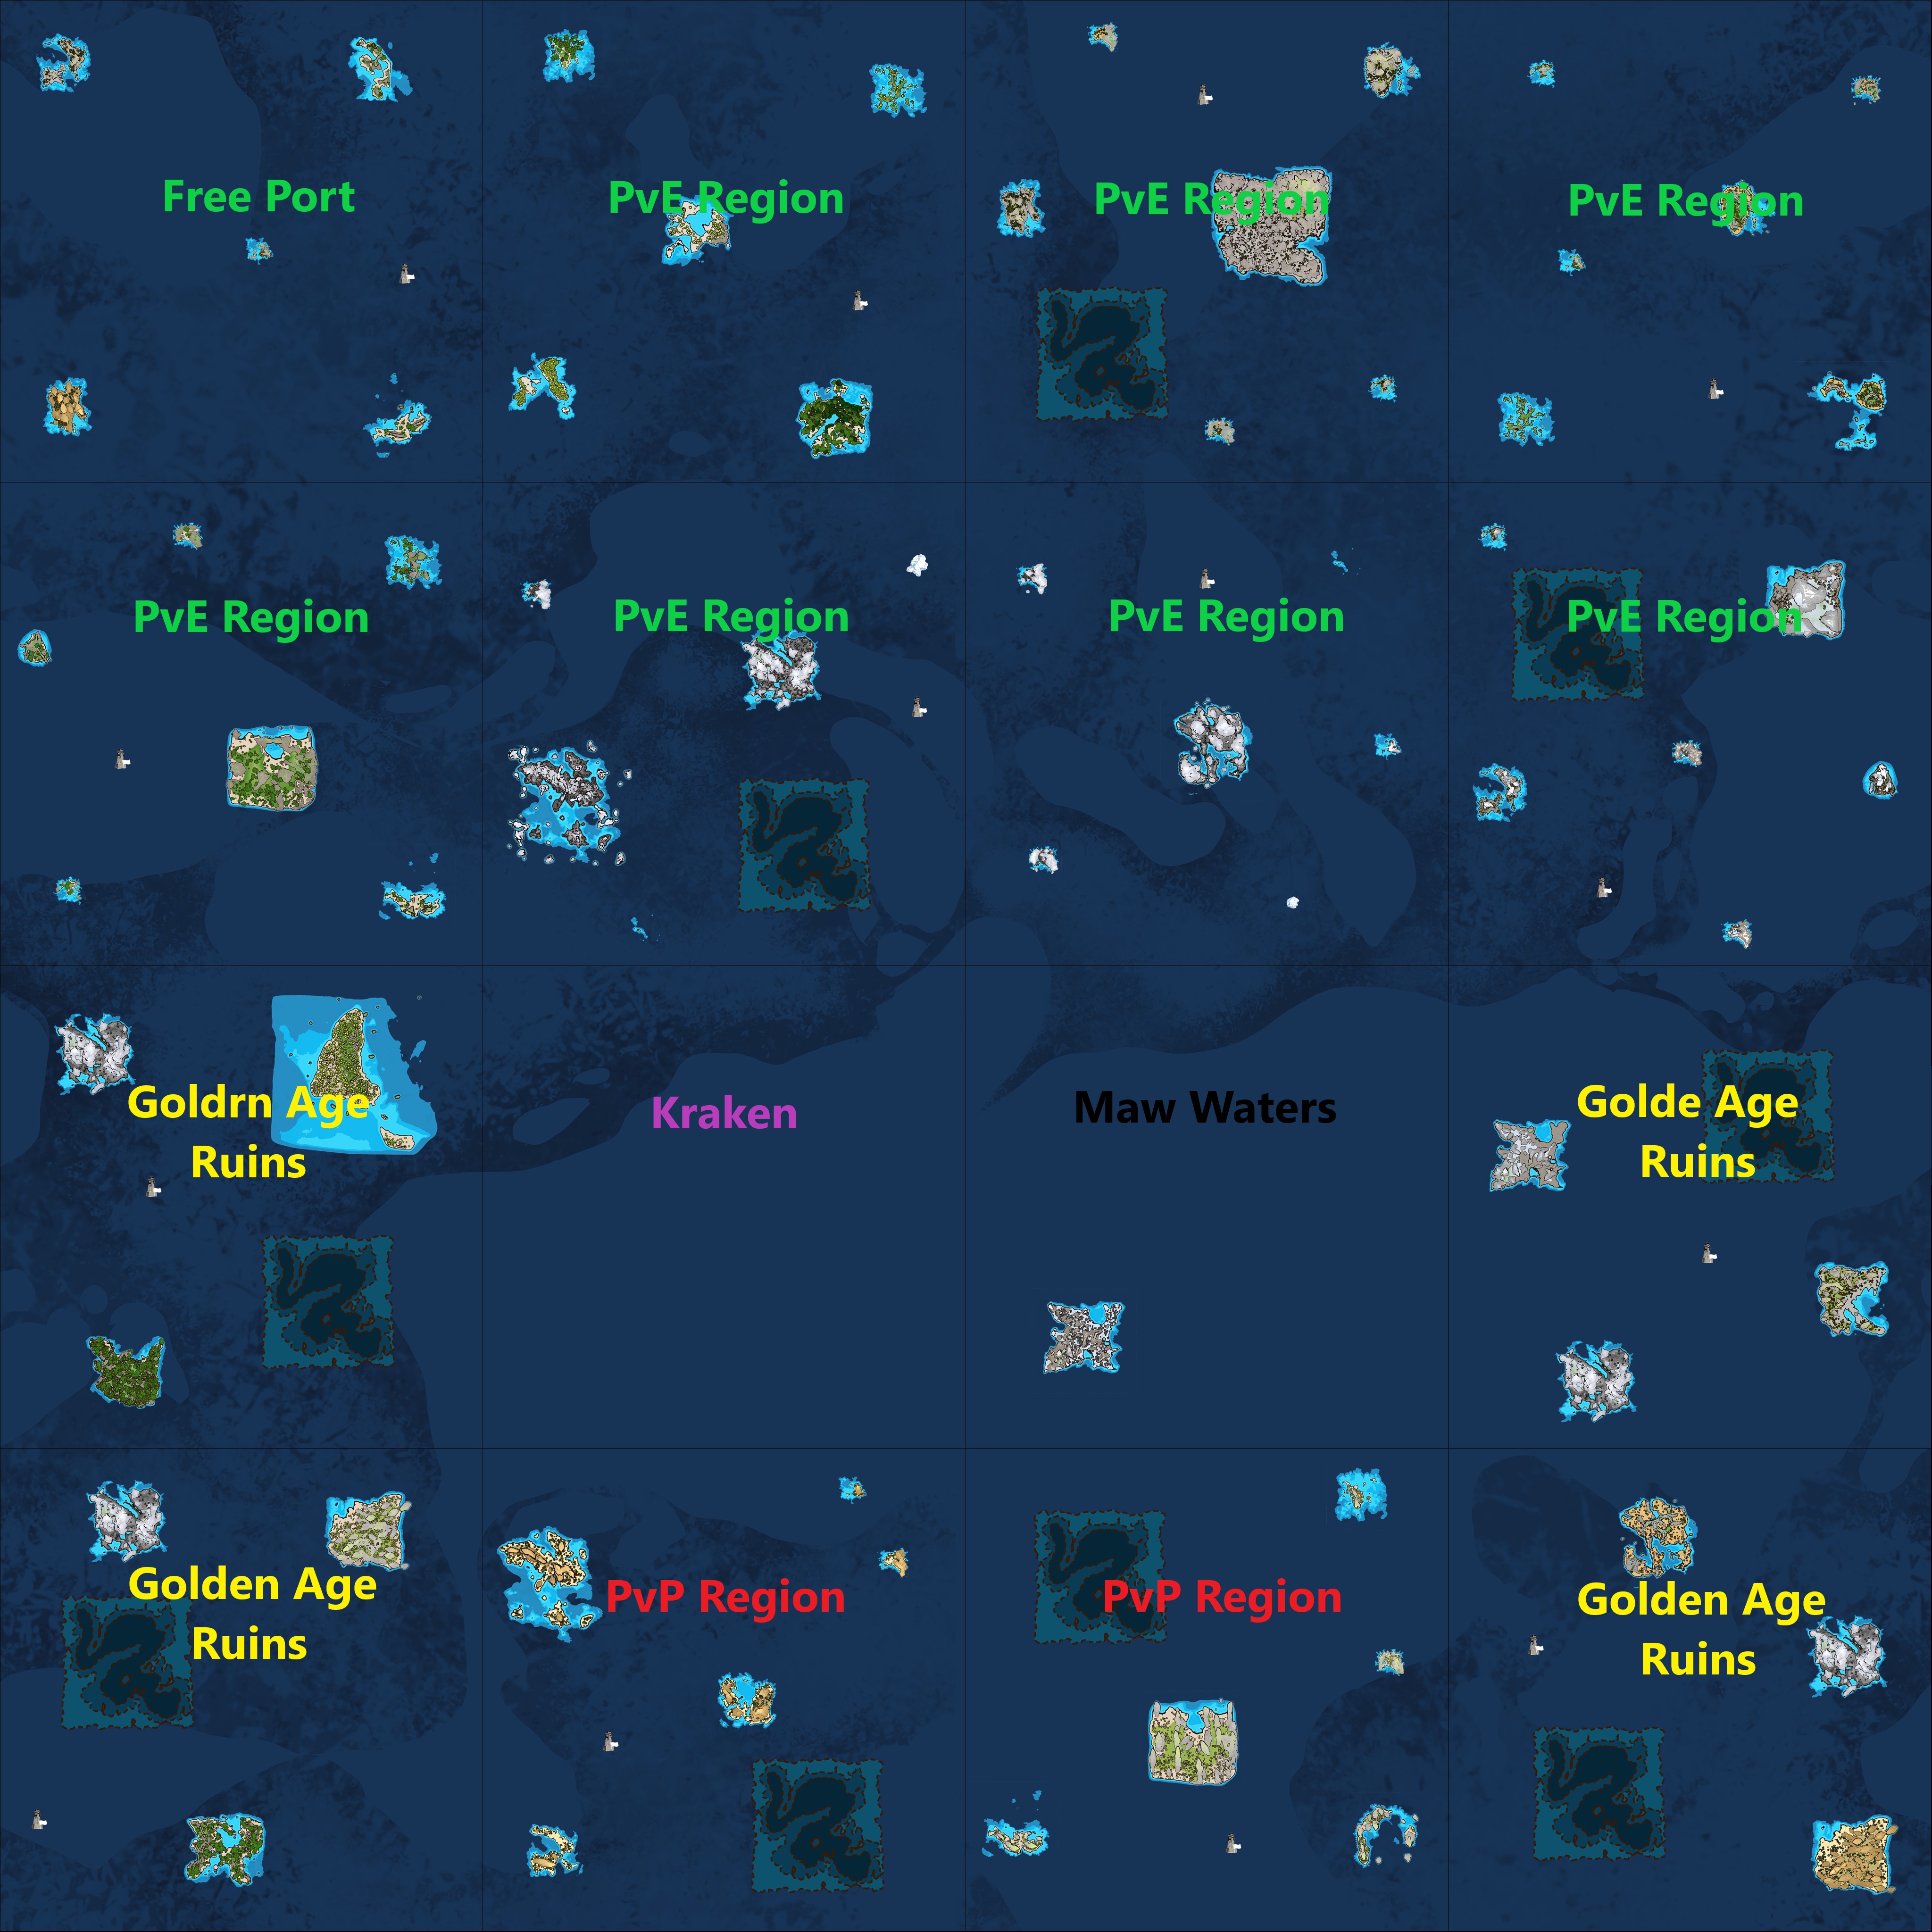 Free Port
PvE Region
PvE Region
PvE Region
PvE Region
PvE Region
PvE Region
PvE Region
Goldrn Age
Ruins
Kraken
Maw Waters
Golde Age
Ruins
Golden Age
Ruins
PvP Region
PvP Region
Golden Age
Ruins